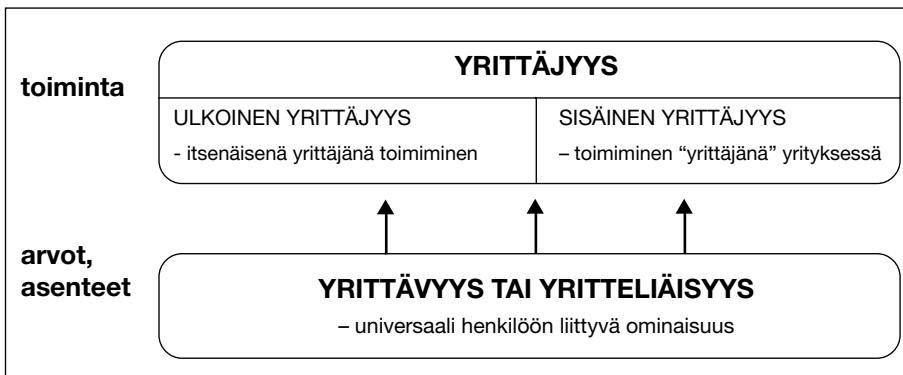 toiminta
YRITTÄJYYS
ULKOINEN YRITTÄJYYS
- itsenäisenä yrittäjänä toimiminen
SISÄINEN YRITTÄJYYS
– toimiminen “yrittäjänä” yrityksessä
arvot,
asenteet
YRITTÄVYYS TAI YRITTELIÄISYYS
– universaali henkilöön liittyvä ominaisuus